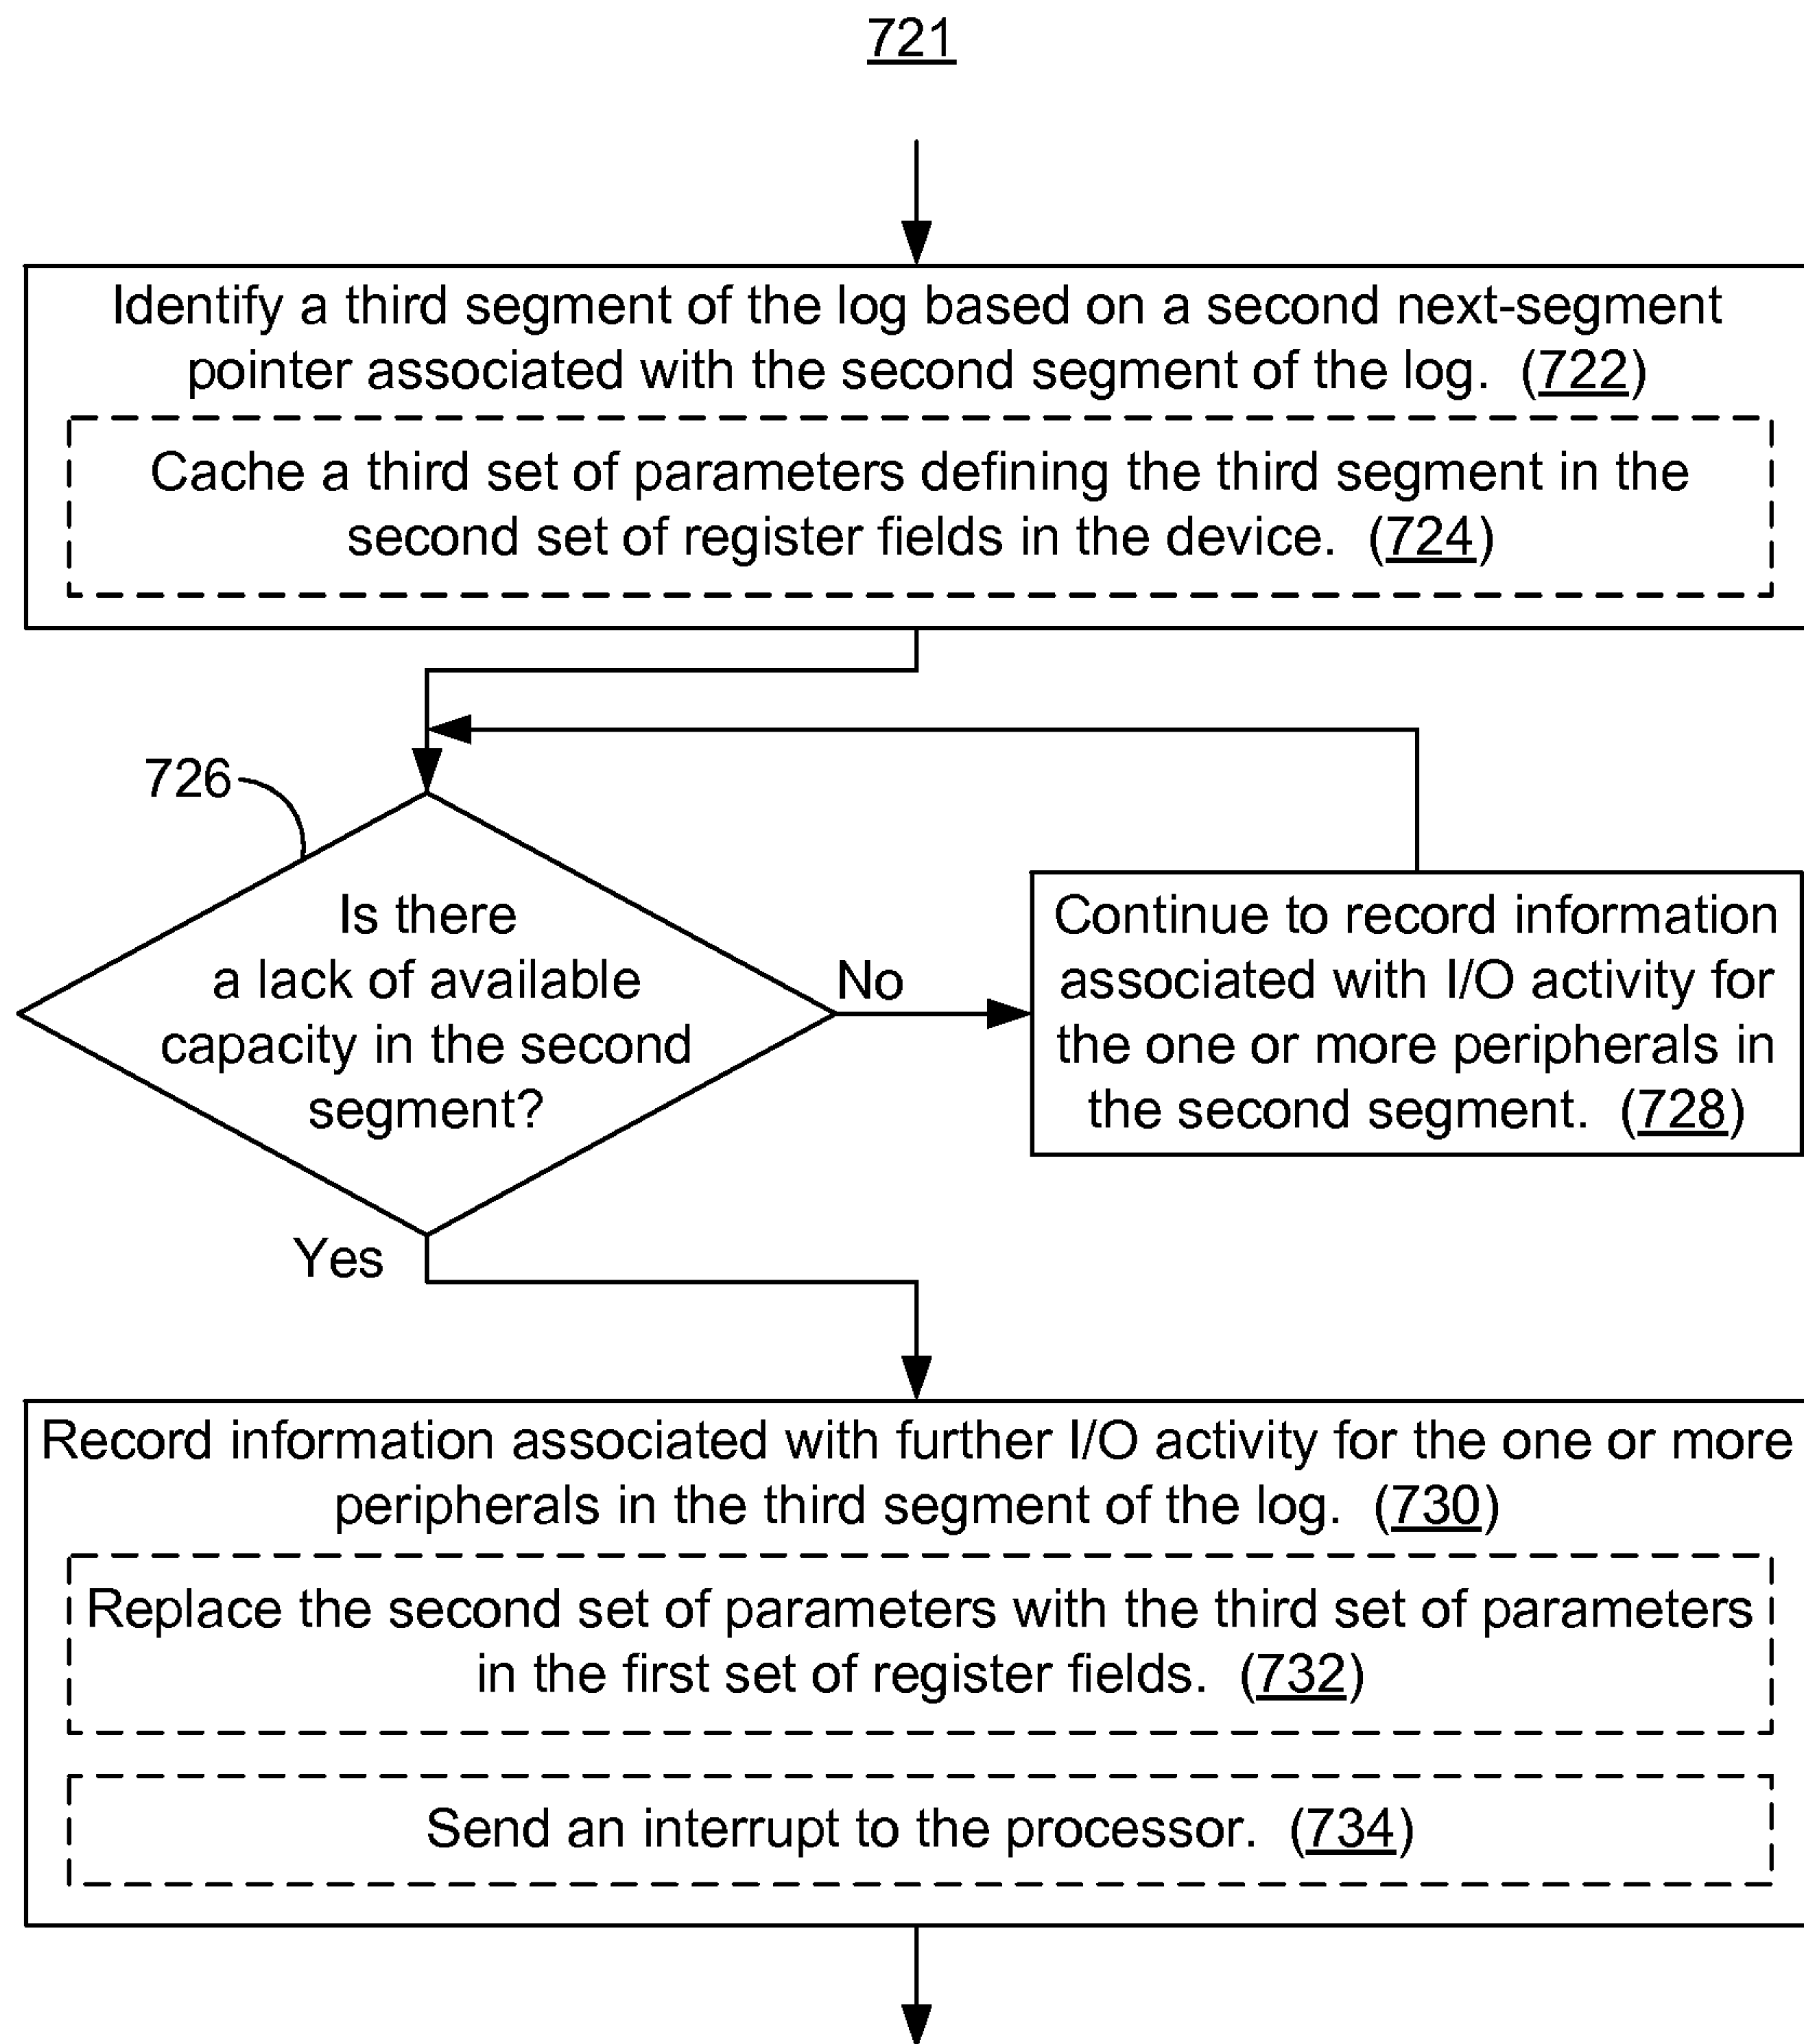 721
Identify a third segment of the log based on a second next-segment
pointer associated with the second segment of the log. (722)
Cache a third set of parameters defining the third segment in the
second set of register fields in the device. (724)
726
Is there
a lack of available
capacity in the second
segment?
No
Continue to record information
associated with I/O activity for
the one or more peripherals in
the second segment. (728)
Yes
Record information associated with further I/O activity for the one or more
peripherals in the third segment of the log. (730)
Replace the second set of parameters with the third set of parameters
in the first set of register fields. (732)
Send an interrupt to the processor. (734)